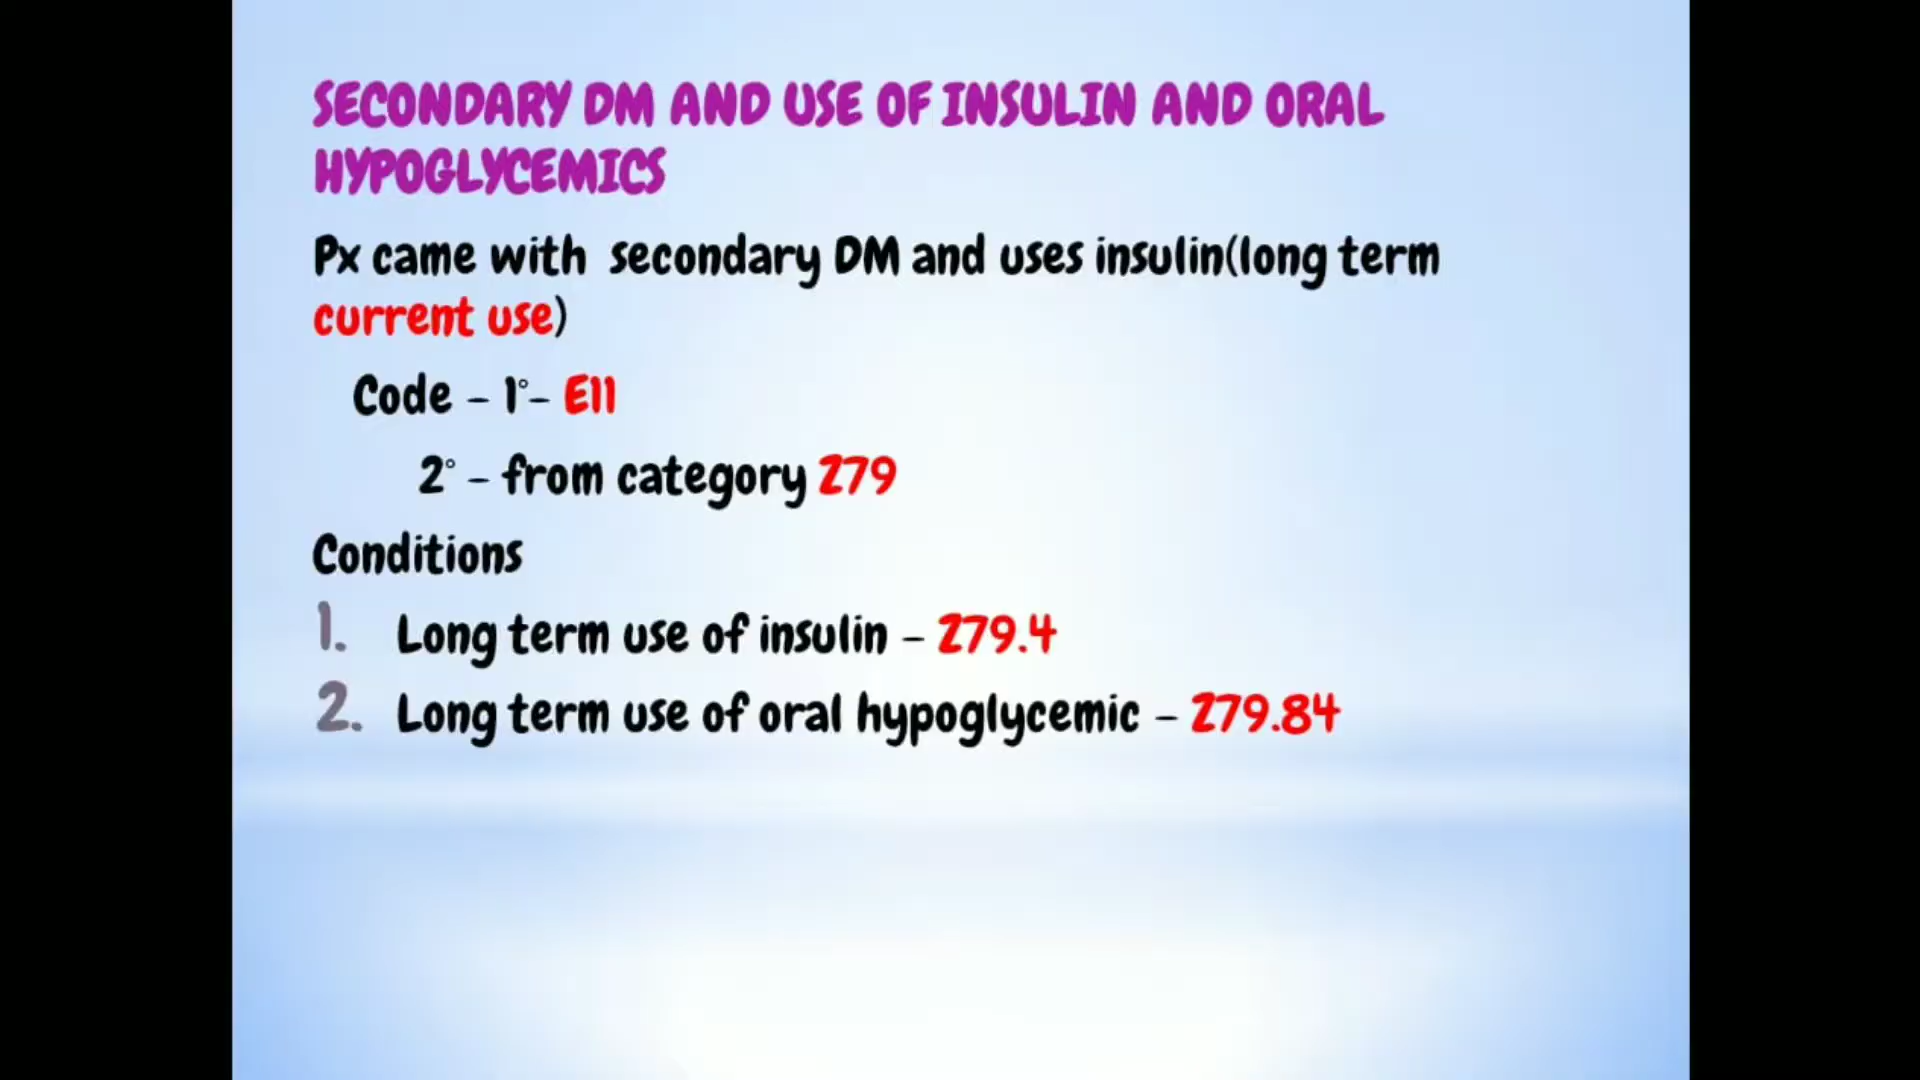 SECONDARY DM AND USE OF INSULIN AND ORAL
HYPOGLYCEMICS
Px came with secondary DM and uses insulin(long term
current use)
Code – 1°– E11
2° – from category Z79
Conditions
1. Long term use of insulin – Z79.4
2. Long term use of oral hypoglycemic – Z79.84